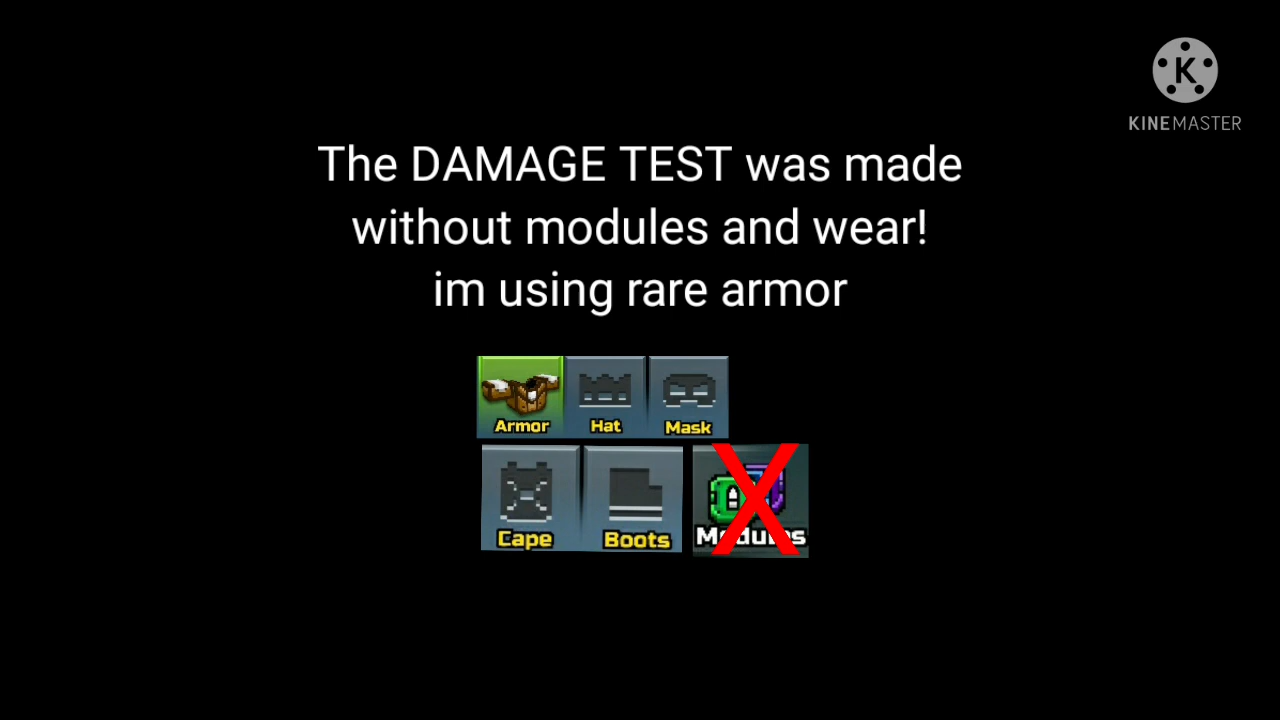 KINEMASTER
The DAMAGE TEST was made
without modules and wear!
im using rare armor
Armor Hat Mask
Cape Boots Modules
X